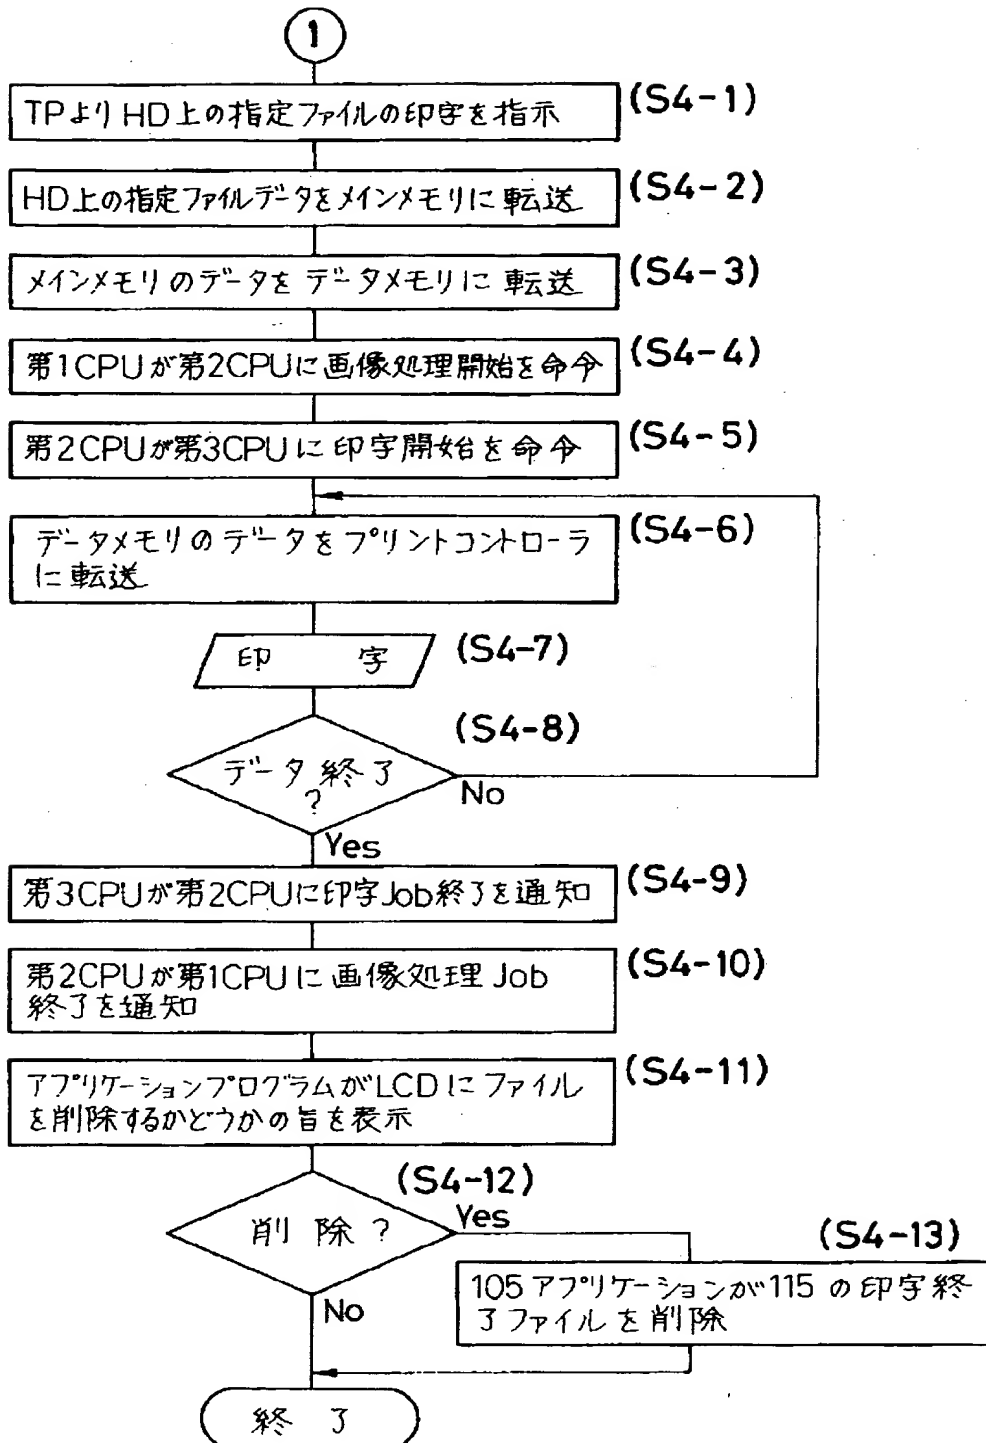 1
TPよりHD上の指定ファイルの印字を指示
(S4-1)
HD上の指定ファイルデータをメインメモリに転送
(S4-2)
メインメモリのデータをデータメモリに転送
(S4-3)
第1CPUが第2CPUに画像処理開始を命令
(S4-4)
第2CPUが第3CPUに印字開始を命令
(S4-5)
データメモリのデータをプリントコントローラ
に転送
(S4-6)
印字
(S4-7)
(S4-8)
データ終了
?
No
Yes
第3CPUが第2CPUに印字Job終了を通知
(S4-9)
第2CPUが第1CPUに画像処理Job
終了を通知
(S4-10)
アプリケーションプログラムがLCDにファイル
を削除するかどうかの旨を表示
(S4-11)
(S4-12)
削除?
Yes
(S4-13)
105アプリケーションが115の印字終
了ファイルを削除
No
終了